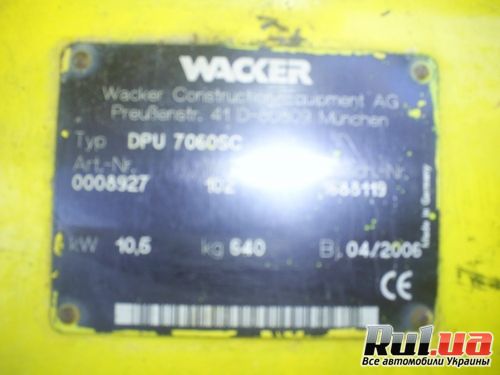 WACKER
Wacker Construction Equipment AG
Preußenstr. 41 D-80809 München
Typ DPU 7060SC
Art.-Nr.
0008927 102
kW 10,5 kg 640 Bj. 04/2006
Made in Germany
CE
Rul.ua
Все автомобили Украины